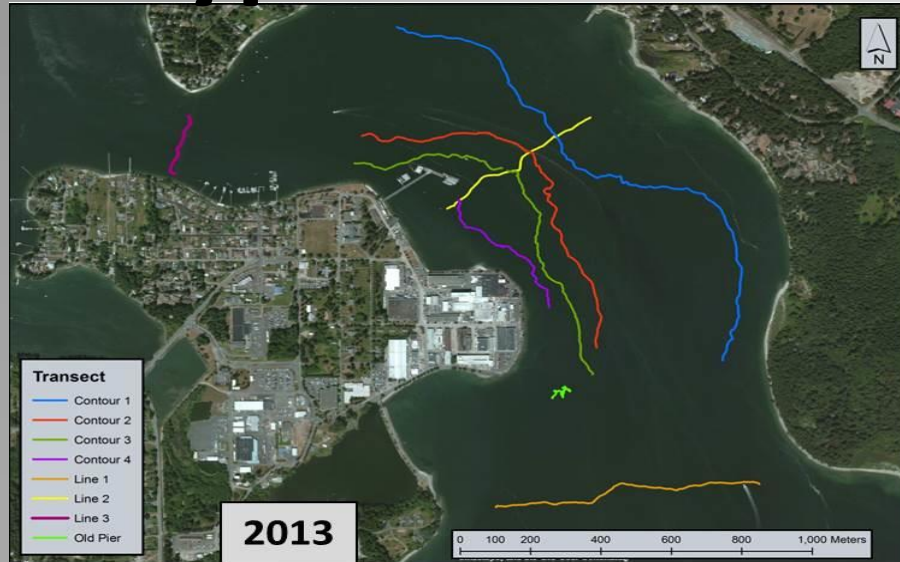 N
Transect
Contour 1
Contour 2
Contour 3
Contour 4
Line 1
Line 2
Line 3
Old Pier
2013
0 100 200 400 600 800 1,000 Meters